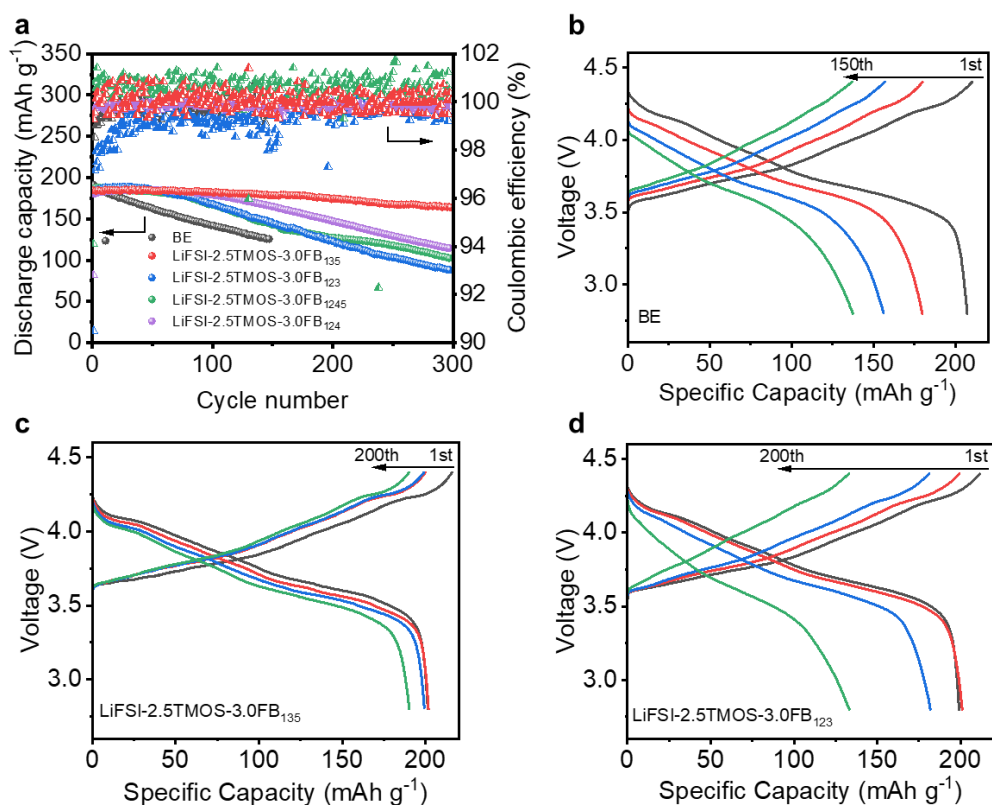 a
Discharge capacity (mAh g⁻¹)
350
300
250
200
150
100
50
0
102
100
98
96
94
92
90
Coulombic efficiency (%)
BE
LiFSI-2.5TMOS-3.0FB₁₃₅
LiFSI-2.5TMOS-3.0FB₁₂₃
LiFSI-2.5TMOS-3.0FB₁₂₄₅
LiFSI-2.5TMOS-3.0FB₁₂₄
0 100 200 300
Cycle number
b
Voltage (V)
4.5
4.0
3.5
3.0
150th 1st
BE
0 50 100 150 200
Specific Capacity (mAh g⁻¹)
c
Voltage (V)
4.5
4.0
3.5
3.0
200th 1st
LiFSI-2.5TMOS-3.0FB₁₃₅
0 50 100 150 200
Specific Capacity (mAh g⁻¹)
d
Voltage (V)
4.5
4.0
3.5
3.0
200th 1st
LiFSI-2.5TMOS-3.0FB₁₂₃
0 50 100 150 200
Specific Capacity (mAh g⁻¹)